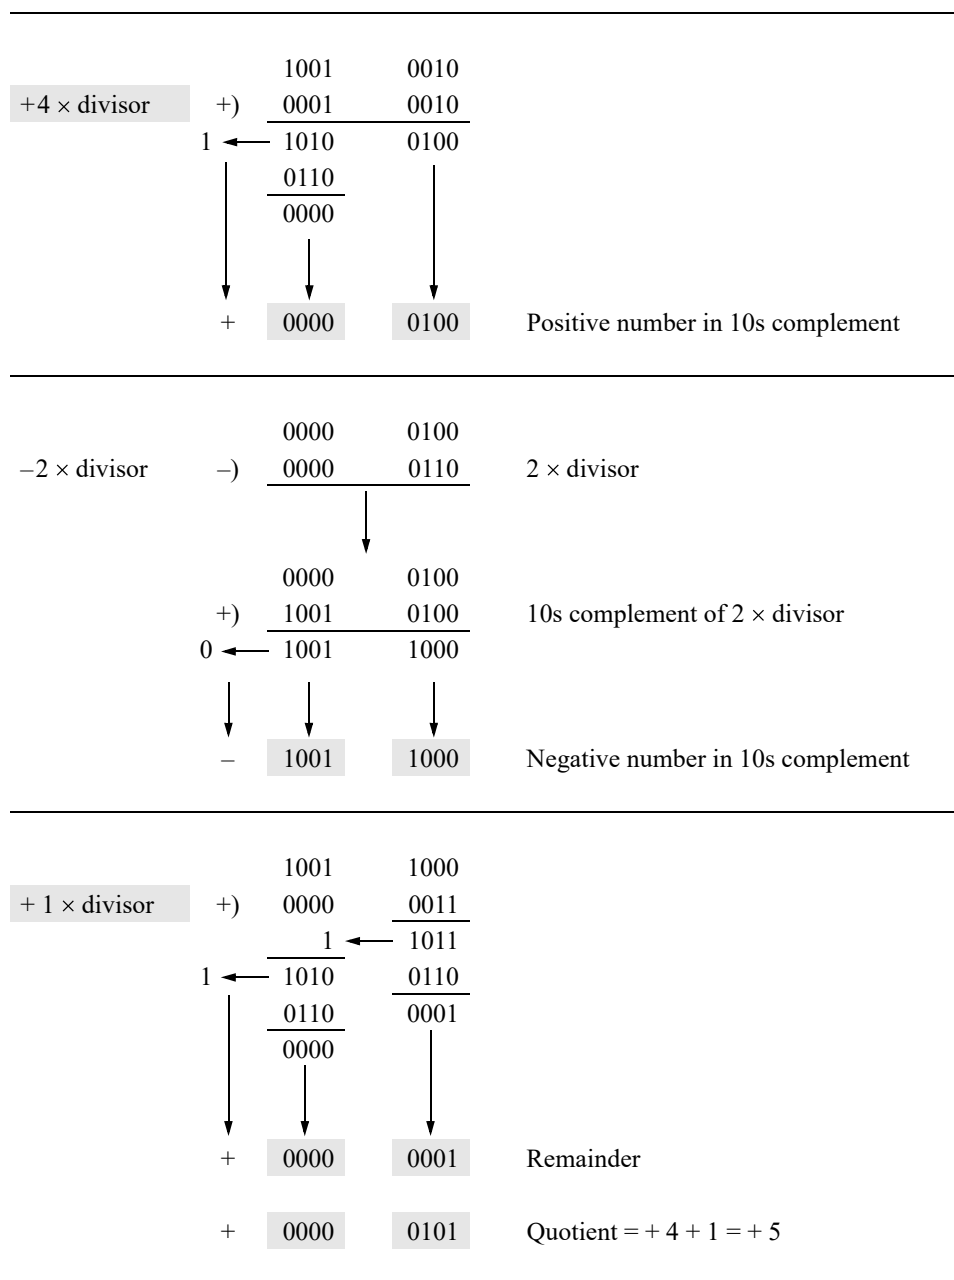 1001 0010
+4 × divisor +) 0001 0010
1 1010 0100
0110
0000
+ 0000 0100 Positive number in 10s complement
0000 0100
–2 × divisor –) 0000 0110 2 × divisor
0000 0100
+) 1001 0100 10s complement of 2 × divisor
0 1001 1000
– 1001 1000 Negative number in 10s complement
1001 1000
+ 1 × divisor +) 0000 0011
1 1011
1 1010 0110
0110 0001
0000
+ 0000 0001 Remainder
+ 0000 0101 Quotient = + 4 + 1 = + 5